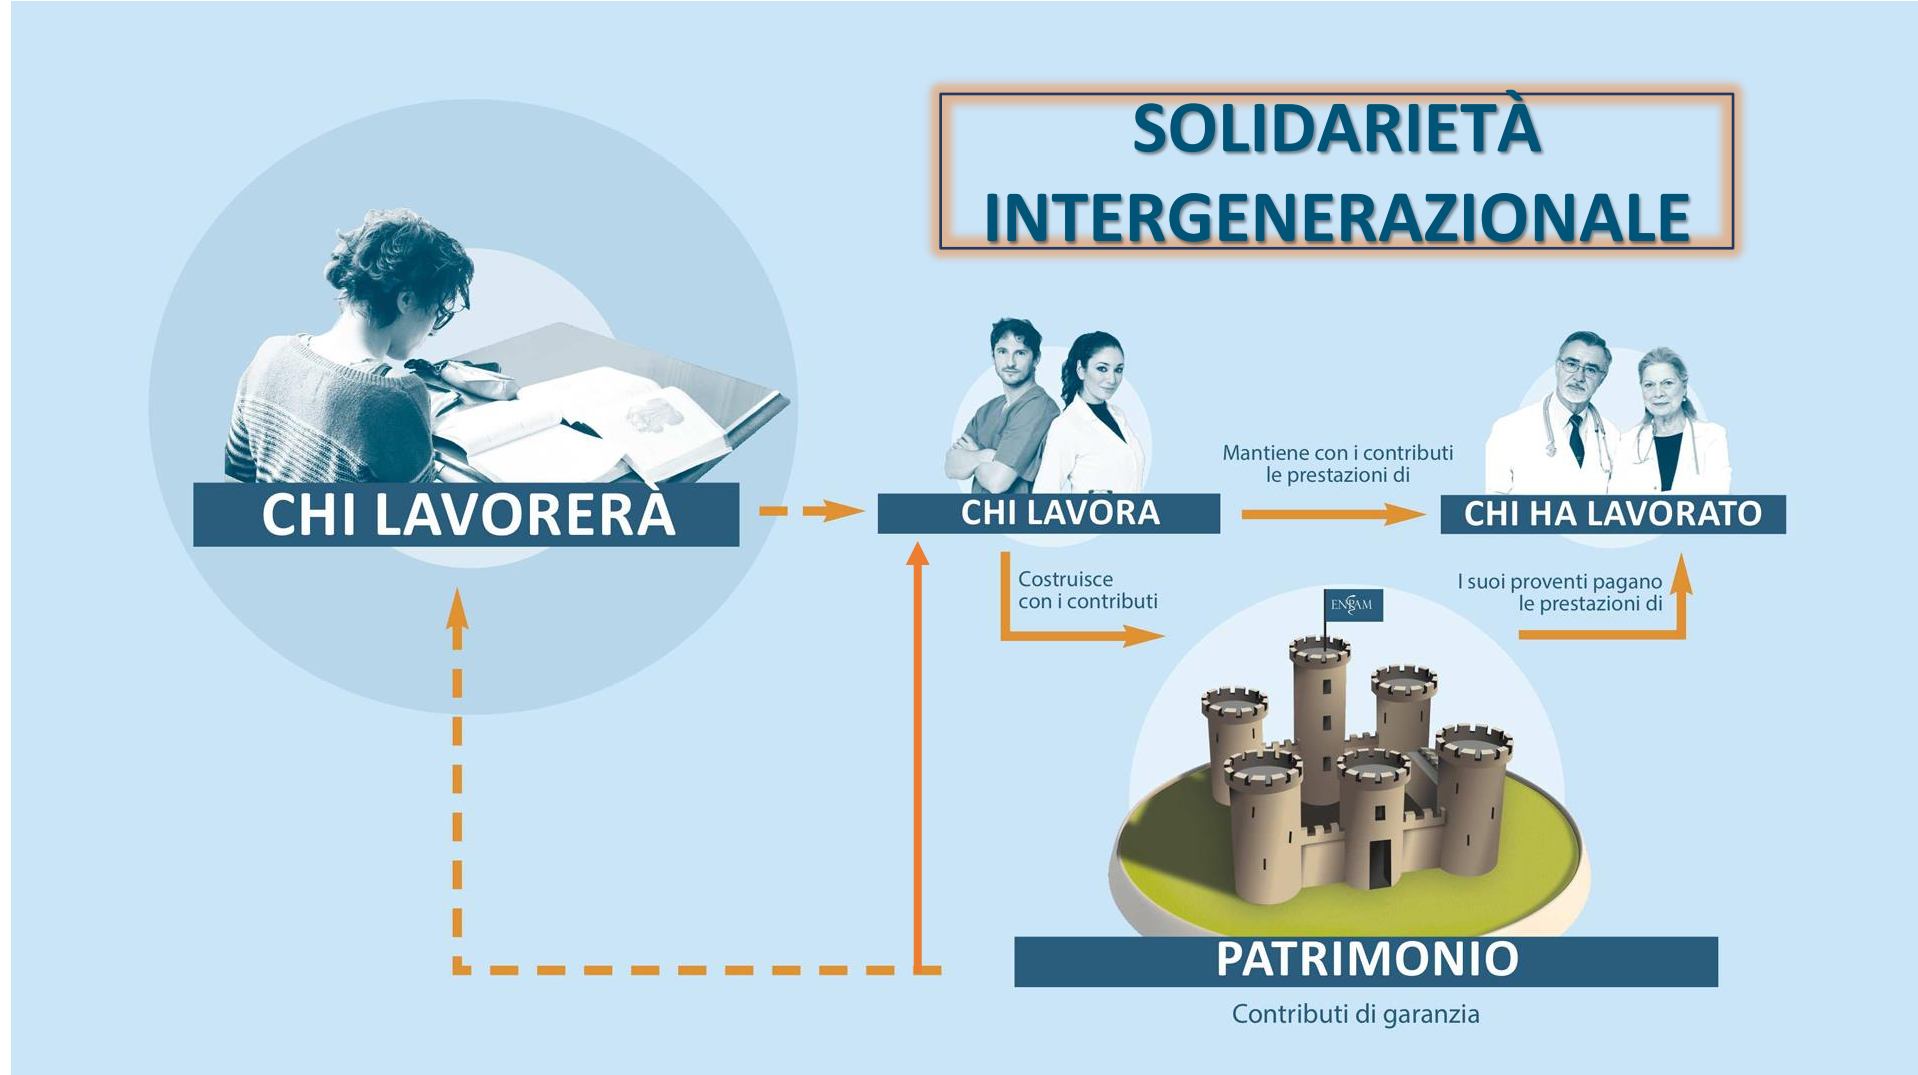 SOLIDARIETÀ
INTERGENERAZIONALE
CHI LAVORERÀ
CHI LAVORA
Mantiene con i contributi
le prestazioni di
CHI HA LAVORATO
Costruisce
con i contributi
I suoi proventi pagano
le prestazioni di
ENPAM
PATRIMONIO
Contributi di garanzia